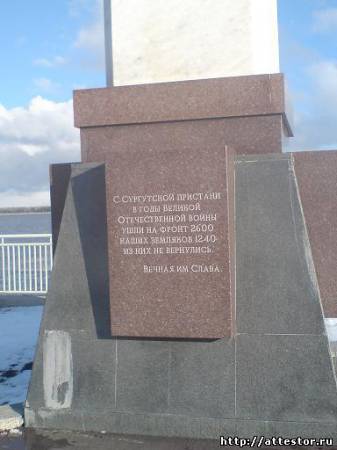 С СУРГУТСКОЙ ПРИСТАНИ
В ГОДЫ ВЕЛИКОЙ
ОТЕЧЕСТВЕННОЙ ВОЙНЫ
УШЛИ НА ФРОНТ 2600
НАШИХ ЗЕМЛЯКОВ 1240
ИЗ НИХ НЕ ВЕРНУЛИСЬ.
ВЕЧНАЯ ИМ СЛАВА.
http://attestor.ru/